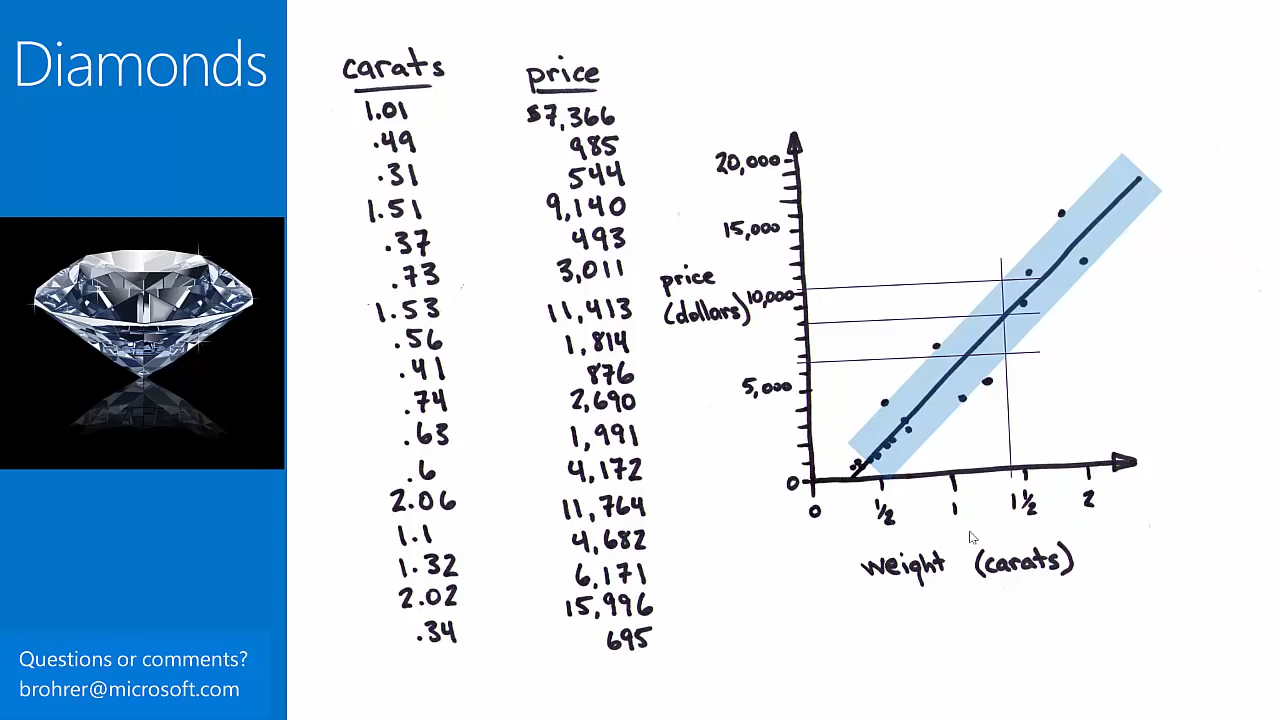 Diamonds
carats price
1.01 $7,366
.49 985
.31 544
1.51 9,140
.37 493
.73 3,011
1.53 11,413
.56 1,814
.41 876
.74 2,690
.63 1,991
.6 4,172
2.06 11,764
1.1 4,682
1.32 6,171
2.02 15,996
.34 695
20,000
15,000
price
(dollars)
10,000
5,000
0
0 ½ 1 1½ 2
weight (carats)
Questions or comments?
brohrer@microsoft.com